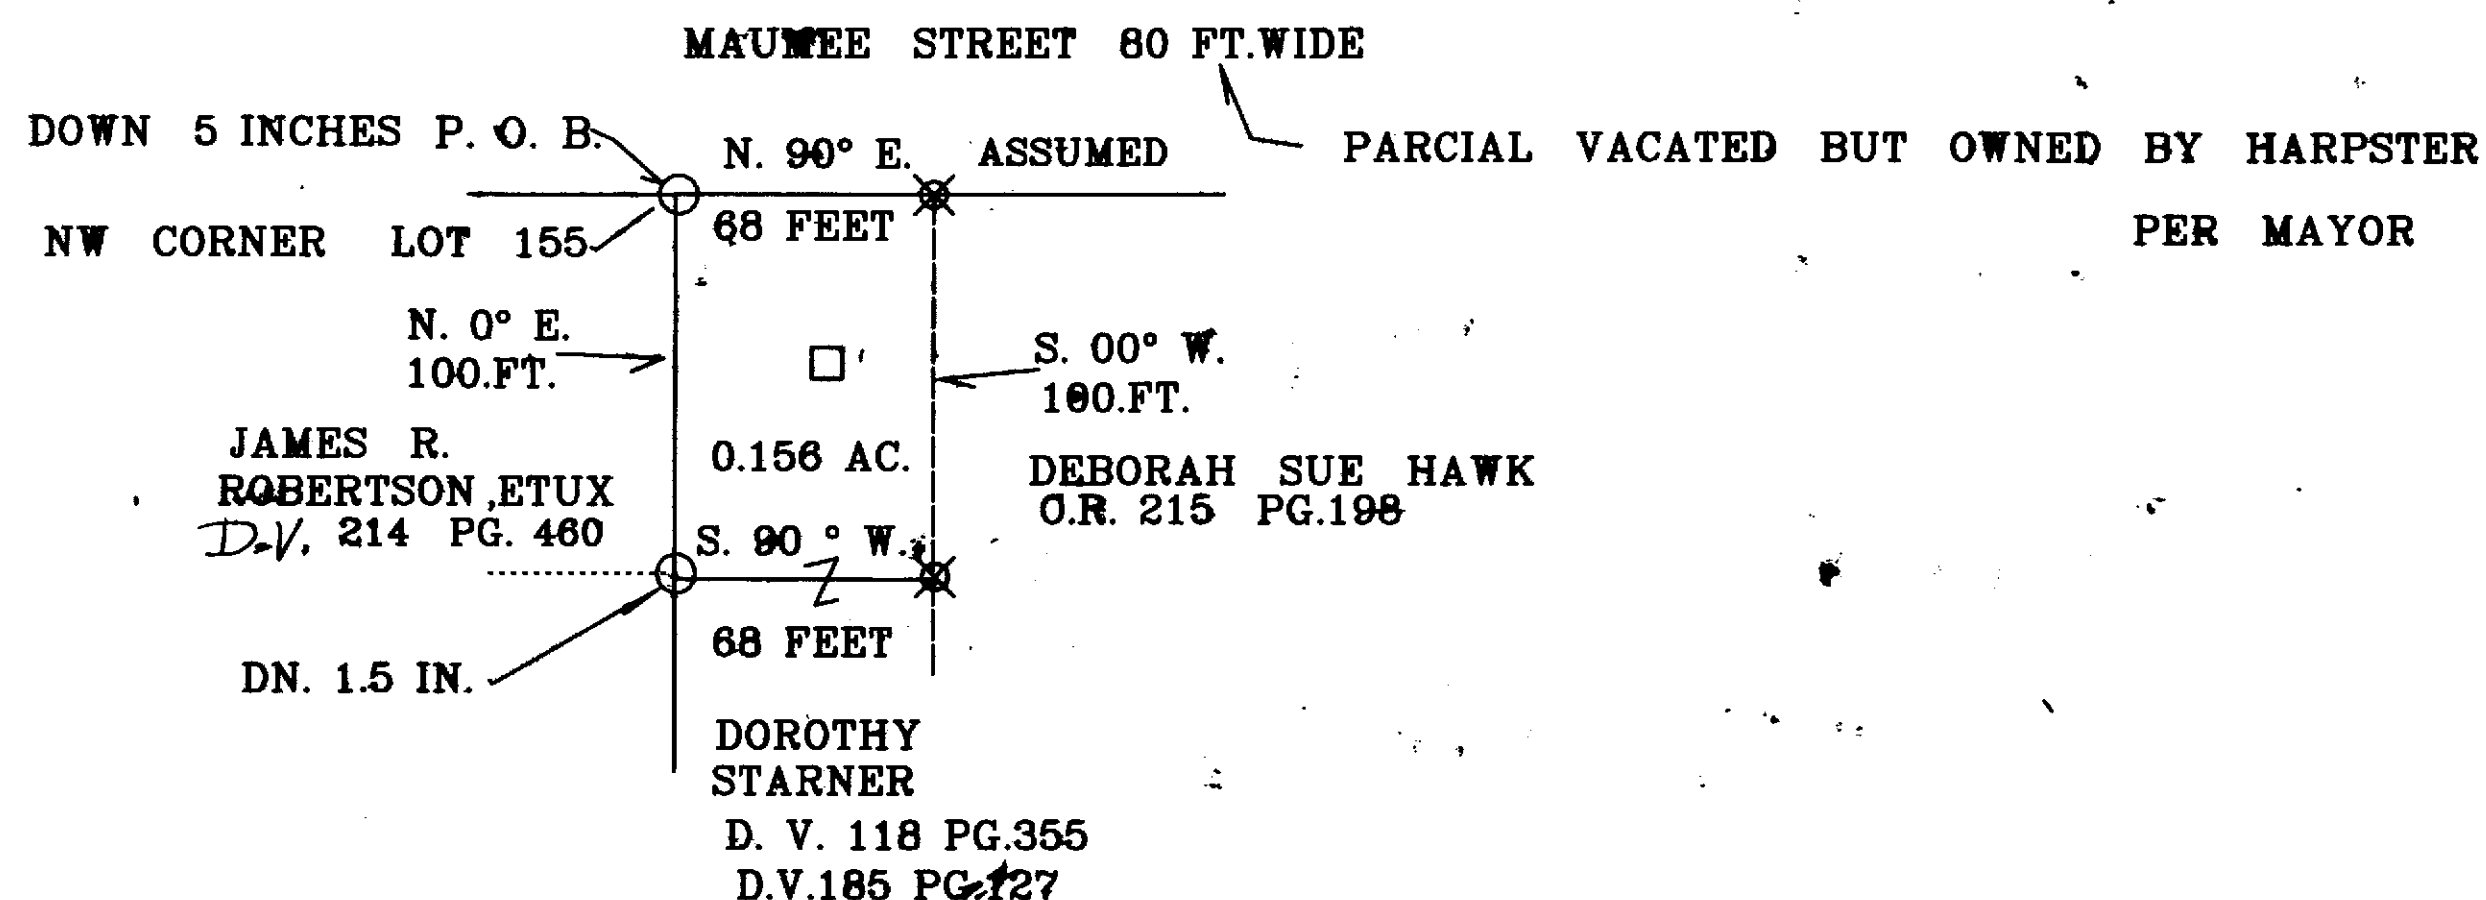 MAUMEE STREET 80 FT.WIDE
DOWN 5 INCHES P. O. B.
N. 90° E. ASSUMED
PARCIAL VACATED BUT OWNED BY HARPSTER
PER MAYOR
NW CORNER LOT 155
68 FEET
N. 0° E.
100.FT.
S. 00° W.
100.FT.
JAMES R.
ROBERTSON ,ETUX
D.V. 214 PG. 460
0.156 AC.
DEBORAH SUE HAWK
O.R. 215 PG.198
S. 90 ° W.
68 FEET
DN. 1.5 IN.
DOROTHY
STARNER
D. V. 118 PG.355
D.V.185 PG.127